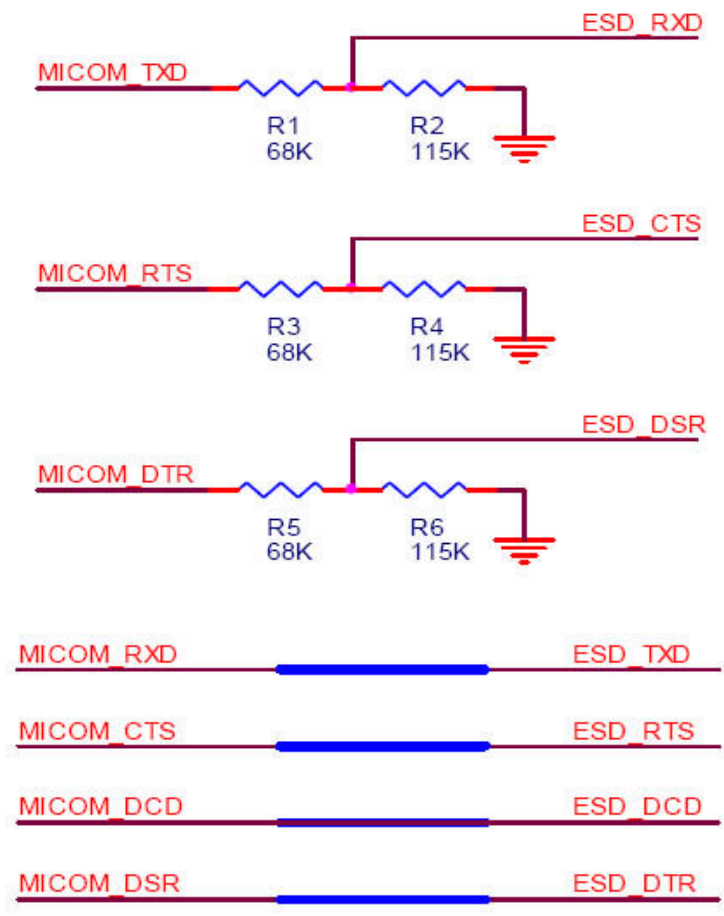 ESD_RXD
MICOM_TXD
R1 R2
68K 115K
ESD_CTS
MICOM_RTS
R3 R4
68K 115K
ESD_DSR
MICOM_DTR
R5 R6
68K 115K
MICOM_RXD ESD_TXD
MICOM_CTS ESD_RTS
MICOM_DCD ESD_DCD
MICOM_DSR ESD_DTR